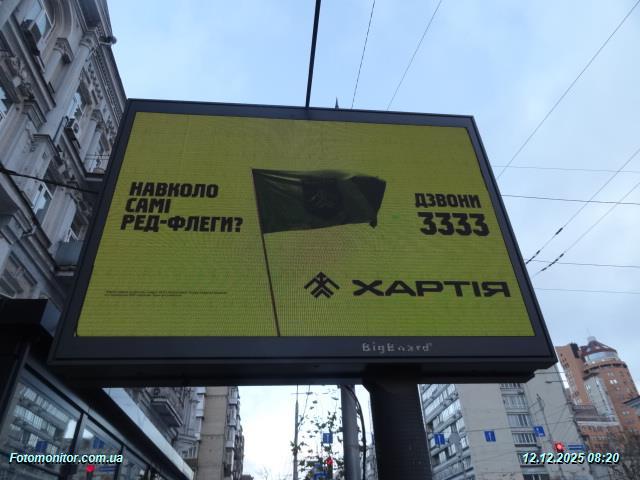 НАВКОЛО
САМІ
РЕД-ФЛЕГИ?
ДЗВОНИ
3333
ХАРТІЯ
BigBoard
Fotomonitor.com.ua
12.12.2025 08:20